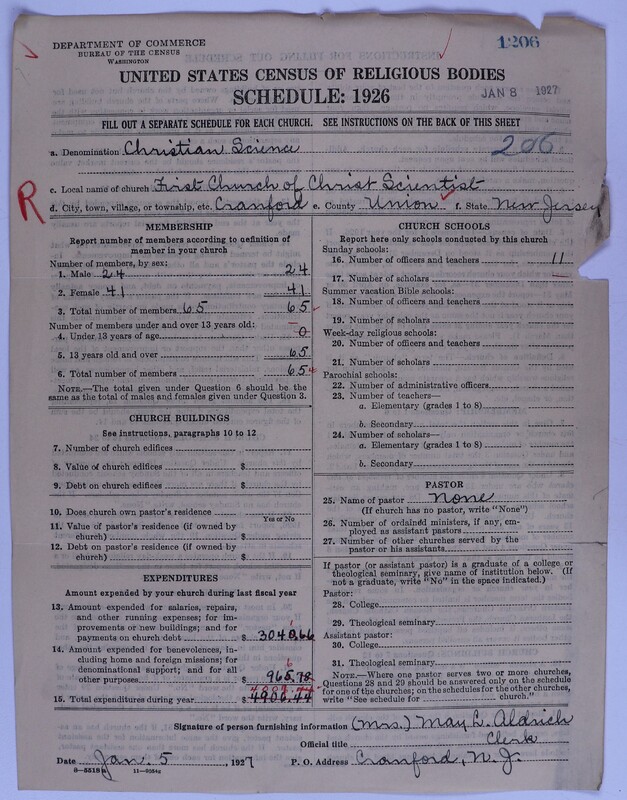 DEPARTMENT OF COMMERCE
BUREAU OF THE CENSUS
WASHINGTON
1206
UNITED STATES CENSUS OF RELIGIOUS BODIES
SCHEDULE: 1926
JAN 8 1927
FILL OUT A SEPARATE SCHEDULE FOR EACH CHURCH. SEE INSTRUCTIONS ON THE BACK OF THIS SHEET
a. Denomination Christian Science
206
c. Local name of church First Church of Christ Scientist
R
d. City, town, village, or township, etc. Cranford e. County Union f. State New Jersey
MEMBERSHIP
Report number of members according to definition of
member in your church
Number of members, by sex:
1. Male 24 24
2. Female 41 41
3. Total number of members 65 65
Number of members under and over 13 years old:
4. Under 13 years of age 0
5. 13 years old and over 65
6. Total number of members 65
NOTE.—The total given under Question 6 should be the
same as the total of males and females given under Question 3.
CHURCH BUILDINGS
See instructions, paragraphs 10 to 12
7. Number of church edifices
8. Value of church edifices $
9. Debt on church edifices $
10. Does church own pastor's residence
Yes or No
11. Value of pastor's residence (if owned by
church) $
12. Debt on pastor's residence (if owned by
church) $
EXPENDITURES
Amount expended by your church during last fiscal year
13. Amount expended for salaries, repairs,
and other running expenses; for im-
provements or new buildings; and for
payments on church debt $ 3040.66
14. Amount expended for benevolences, in-
cluding home and foreign missions; for
denominational support; and for all
other purposes $ 965.78
15. Total expenditures during year $
CHURCH SCHOOLS
Report here only schools conducted by this church
Sunday schools:
16. Number of officers and teachers 11
17. Number of scholars
Summer vacation Bible schools:
18. Number of officers and teachers
19. Number of scholars
Week-day religious schools:
20. Number of officers and teachers
21. Number of scholars
Parochial schools:
22. Number of administrative officers
23. Number of teachers—
a. Elementary (grades 1 to 8)
b. Secondary
24. Number of scholars—
a. Elementary (grades 1 to 8)
b. Secondary
PASTOR
25. Name of pastor None
(If church has no pastor, write "None")
26. Number of ordained ministers, if any, em-
ployed as assistant pastors
27. Number of other churches served by the
pastor or his assistants
If pastor (or assistant pastor) is a graduate of a college or
theological seminary, give name of institution below. (If
not a graduate, write "No" in the space indicated.)
Pastor:
28. College
29. Theological seminary
Assistant pastor:
30. College
31. Theological seminary
NOTE.—Where one pastor serves two or more churches,
Questions 28 and 29 should be answered only on the schedule
for one of the churches; on the schedules for the other churches,
write "See schedule for church."
Signature of person furnishing information (Mrs.) May L. Aldrich
Official title Clerk
Date Jan. 5, 1927 P. O. Address Cranford, N. J.